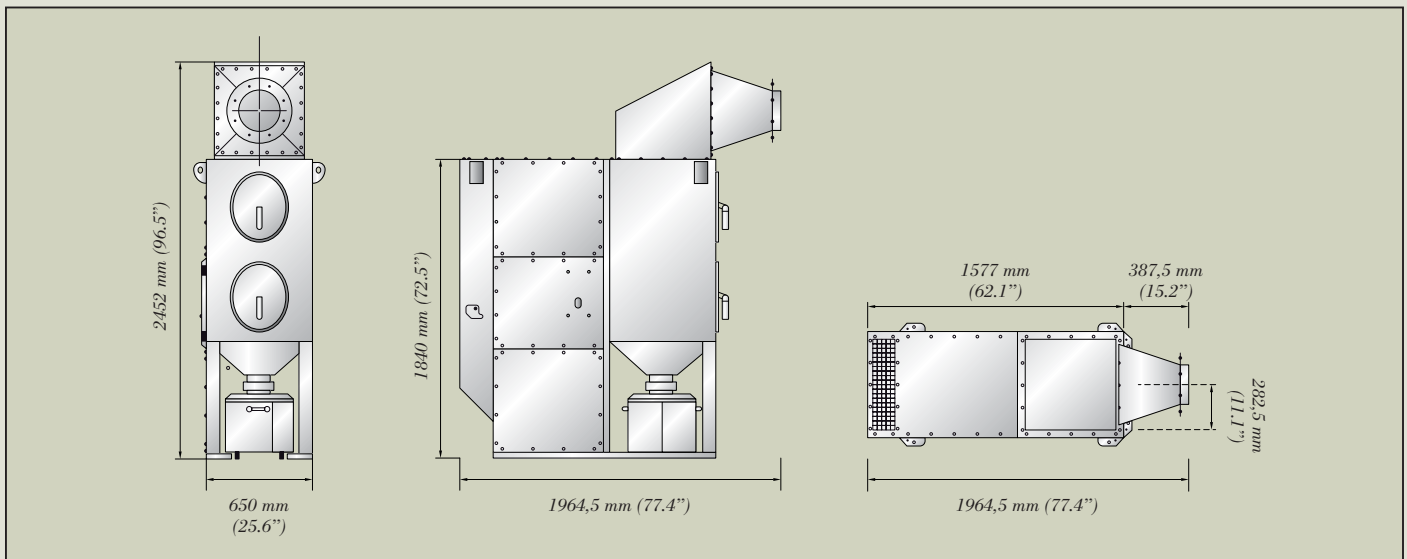 2452 mm (96.5”)
650 mm
(25.6”)
1840 mm (72.5”)
1964,5 mm (77.4”)
1577 mm
(62.1”)
387,5 mm
(15.2”)
282,5 mm
(11.1”)
1964,5 mm (77.4”)